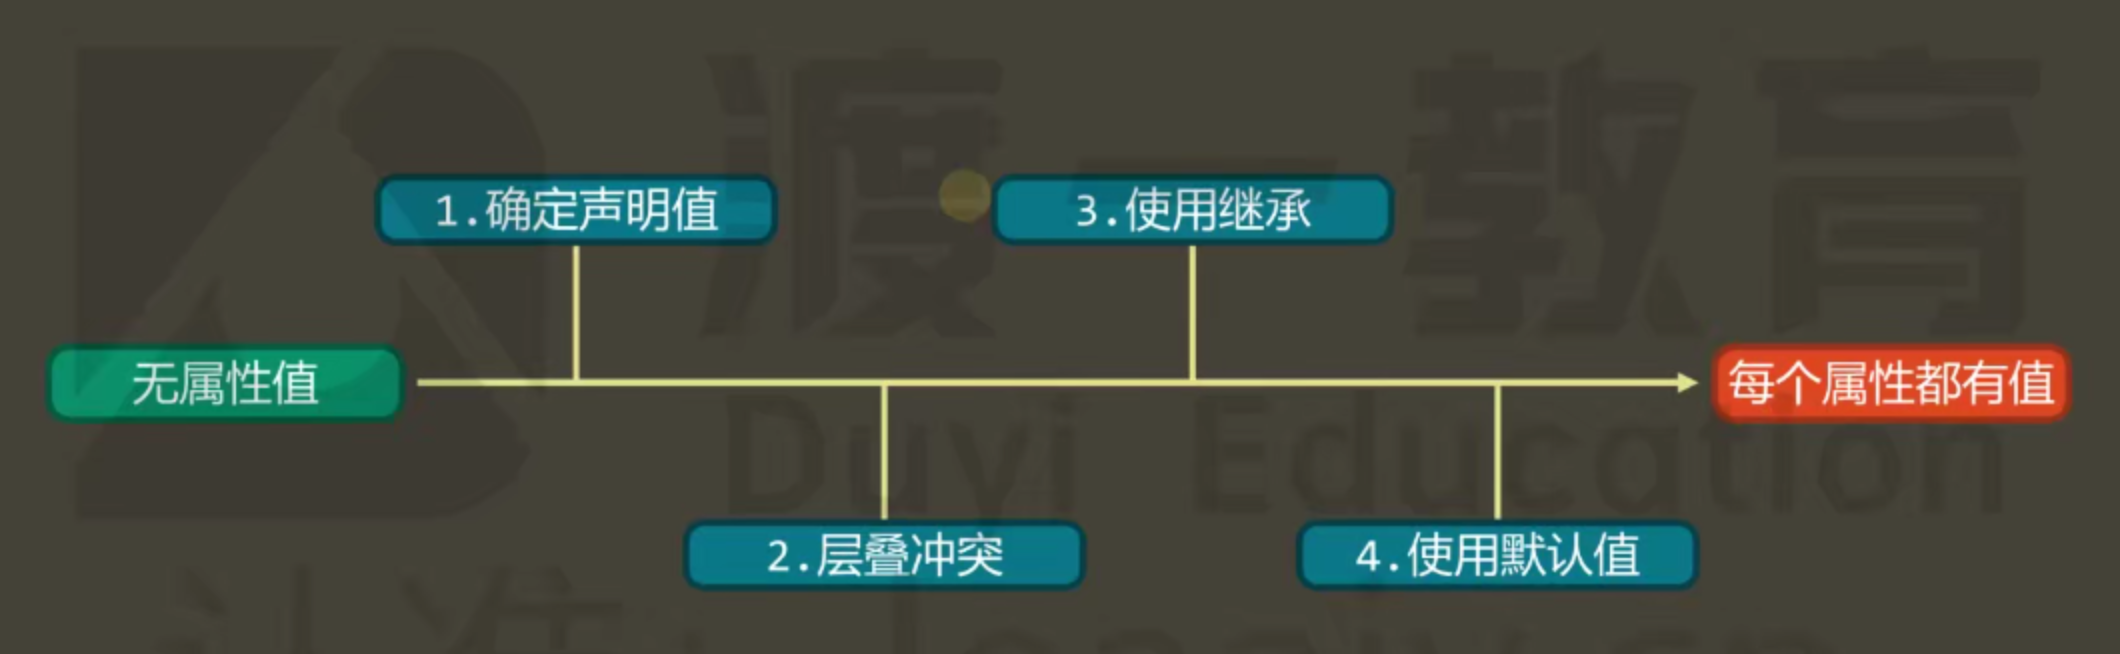 渡一教育
1.确定声明值
3.使用继承
无属性值
每个属性都有值
Duyi Education
2.层叠冲突
4.使用默认值